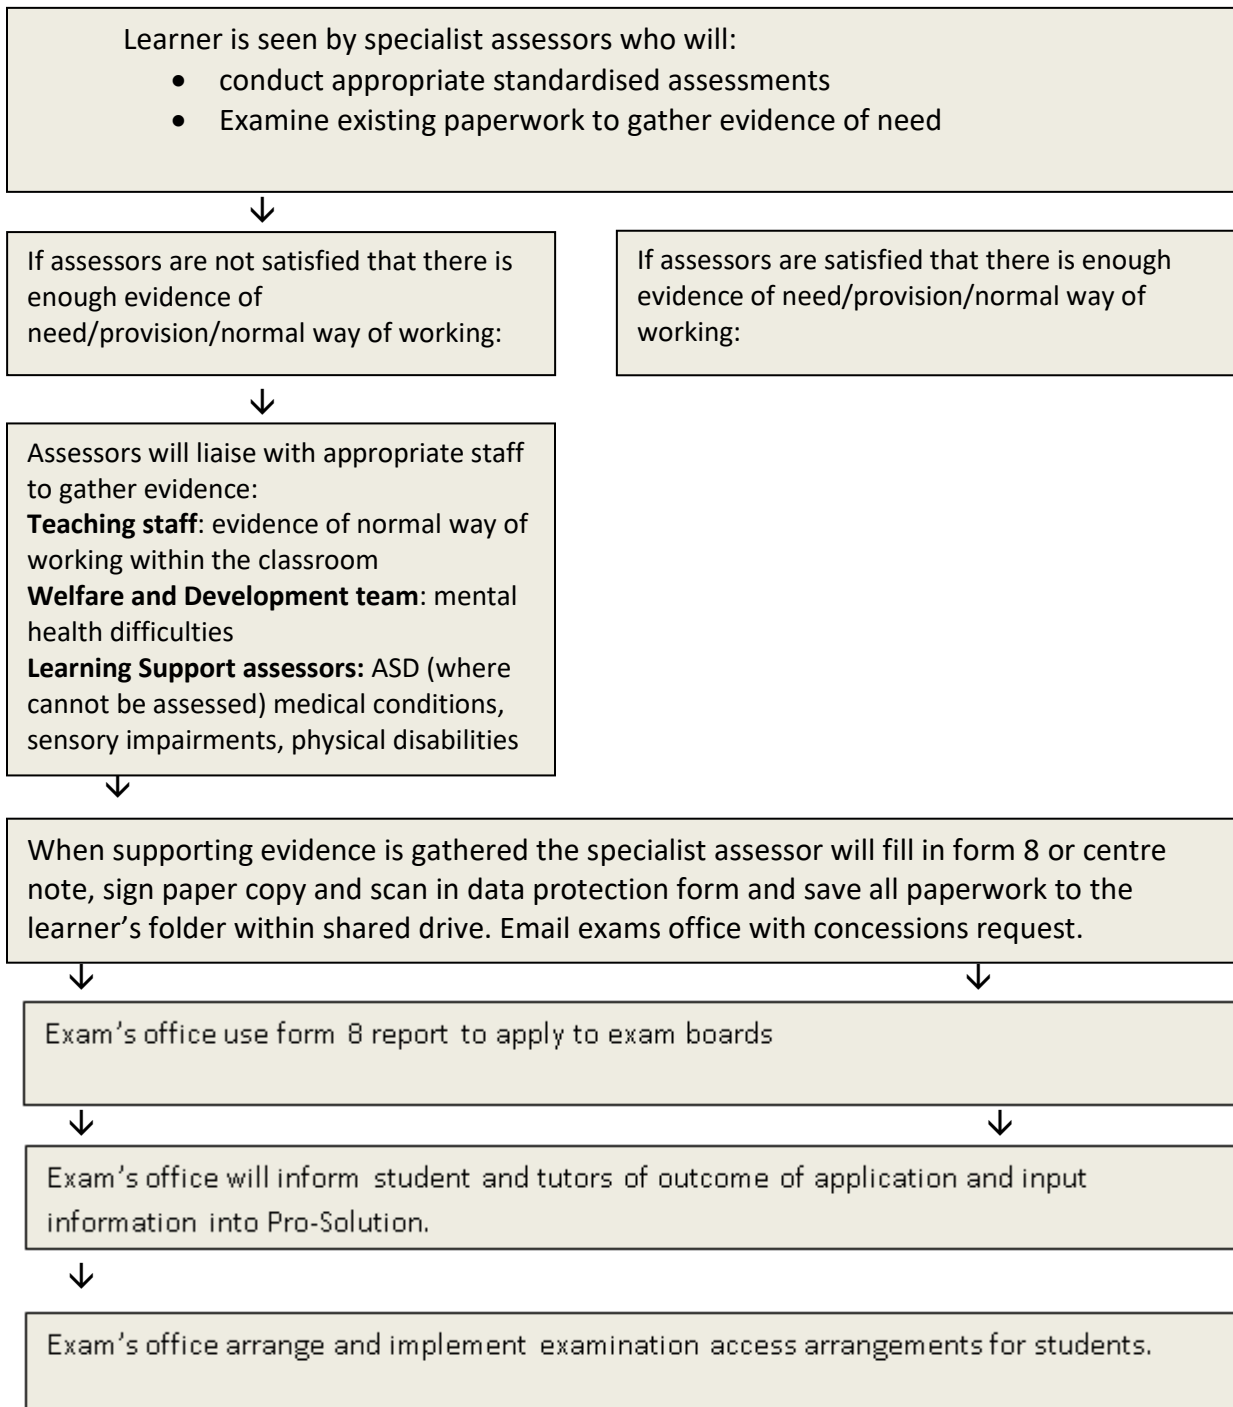 Learner is seen by specialist assessors who will:
• conduct appropriate standardised assessments
• Examine existing paperwork to gather evidence of need
If assessors are not satisfied that there is
enough evidence of
need/provision/normal way of working:
If assessors are satisfied that there is enough
evidence of need/provision/normal way of
working:
Assessors will liaise with appropriate staff
to gather evidence:
Teaching staff: evidence of normal way of
working within the classroom
Welfare and Development team: mental
health difficulties
Learning Support assessors: ASD (where
cannot be assessed) medical conditions,
sensory impairments, physical disabilities
When supporting evidence is gathered the specialist assessor will fill in form 8 or centre
note, sign paper copy and scan in data protection form and save all paperwork to the
learner’s folder within shared drive. Email exams office with concessions request.
Exam’s office use form 8 report to apply to exam boards
Exam’s office will inform student and tutors of outcome of application and input
information into Pro-Solution.
Exam’s office arrange and implement examination access arrangements for students.